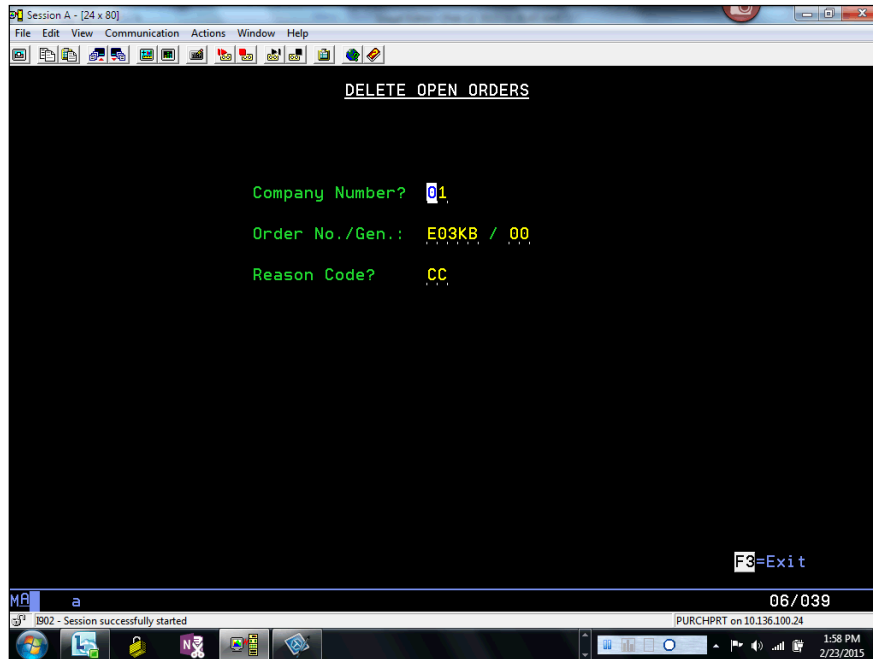 Session A - [24 x 80]
File Edit View Communication Actions Window Help
DELETE OPEN ORDERS
Company Number? 01
Order No./Gen.: E03KB / 00
Reason Code? CC
F3=Exit
MA a 06/039
I902 - Session successfully started PURCHPRT on 10.136.100.24
1:58 PM
2/23/2015